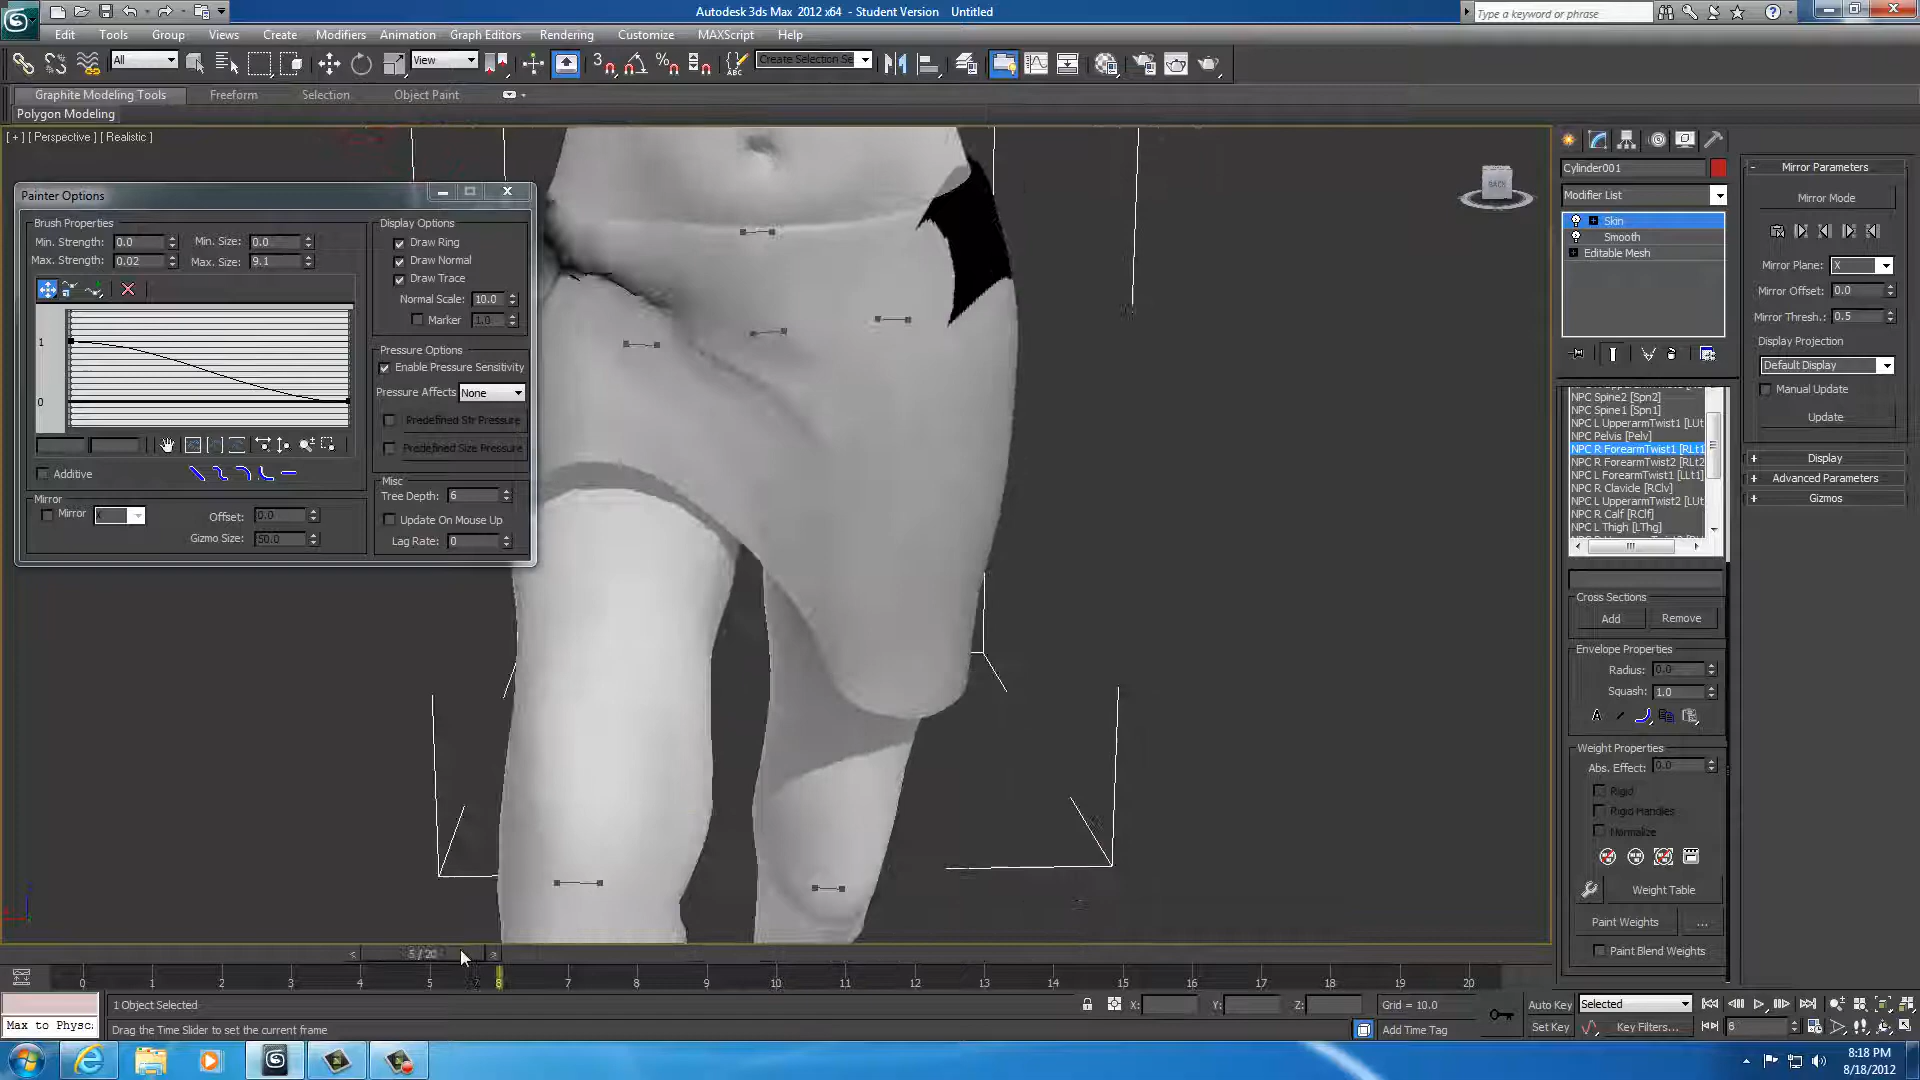 Autodesk 3ds Max 2012 x64 - Student Version Untitled
Type a keyword or phrase
Edit Tools Group Views Create Modifiers Animation Graph Editors Rendering Customize MAXScript Help
All View Create Selection Se
Graphite Modeling Tools Freeform Selection Object Paint
Polygon Modeling
[ + ] [ Perspective ] [ Realistic ]
BACK
Painter Options
Brush Properties
Min. Strength: 0.0 Min. Size: 0.0
Max. Strength: 0.02 Max. Size: 9.1
1
0
Additive
Mirror
Mirror X Offset: 0.0
Gizmo Size: 50.0
Display Options
Draw Ring
Draw Normal
Draw Trace
Normal Scale: 10.0
Marker 1.0
Pressure Options
Enable Pressure Sensitivity
Pressure Affects None
Predefined Str Pressure
Predefined Size Pressure
Misc
Tree Depth: 6
Update On Mouse Up
Lag Rate: 0
Cylinder001
Modifier List
Skin
Smooth
Editable Mesh
NPC Spine2 [Spn2]
NPC Spine1 [Spn1]
NPC L UpperarmTwist1 [LUt
NPC Pelvis [Pelv]
NPC R ForearmTwist1 [RLt1
NPC R ForearmTwist2 [RLt2
NPC L ForearmTwist1 [LLt1]
NPC R Clavicle [RClv]
NPC L UpperarmTwist2 [LUt
NPC R Calf [RClf]
NPC L Thigh [LThg]
Cross Sections
Add Remove
Envelope Properties
Radius: 0.0
Squash: 1.0
A
Weight Properties
Abs. Effect: 0.0
Rigid
Rigid Handles
Normalize
Weight Table
Paint Weights ...
Paint Blend Weights
Mirror Parameters
Mirror Mode
Mirror Plane: X
Mirror Offset: 0.0
Mirror Thresh.: 0.5
Display Projection
Default Display
Manual Update
Update
Display
Advanced Parameters
Gizmos
< 5 / 20 >
0 1 2 3 4 5 6 7 8 9 10 11 12 13 14 15 16 17 18 19 20
1 Object Selected X: Y: Z: Grid = 10.0 Auto Key Selected
Max to Physc:
Drag the Time Slider to set the current frame Add Time Tag Set Key Key Filters...
8:18 PM
8/18/2012